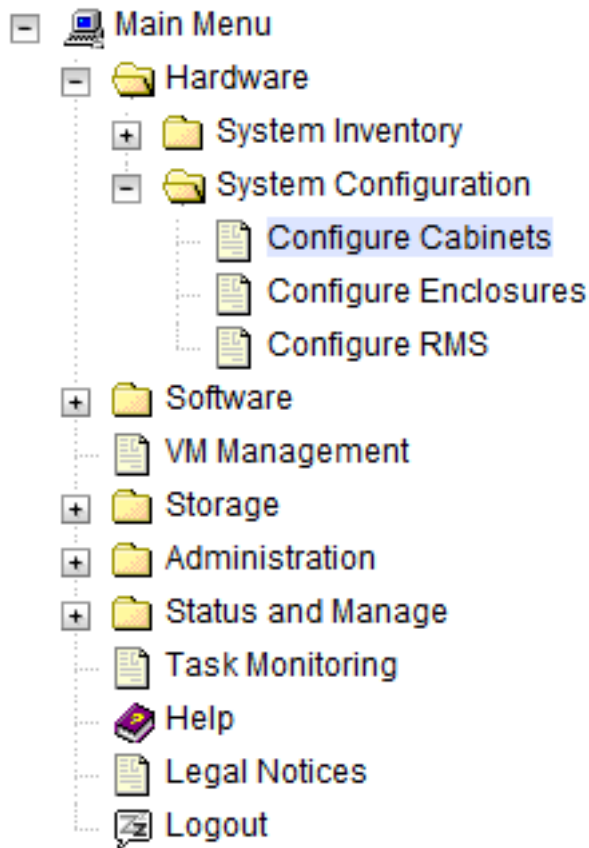 Main Menu
Hardware
System Inventory
System Configuration
Configure Cabinets
Configure Enclosures
Configure RMS
Software
VM Management
Storage
Administration
Status and Manage
Task Monitoring
Help
Legal Notices
Logout